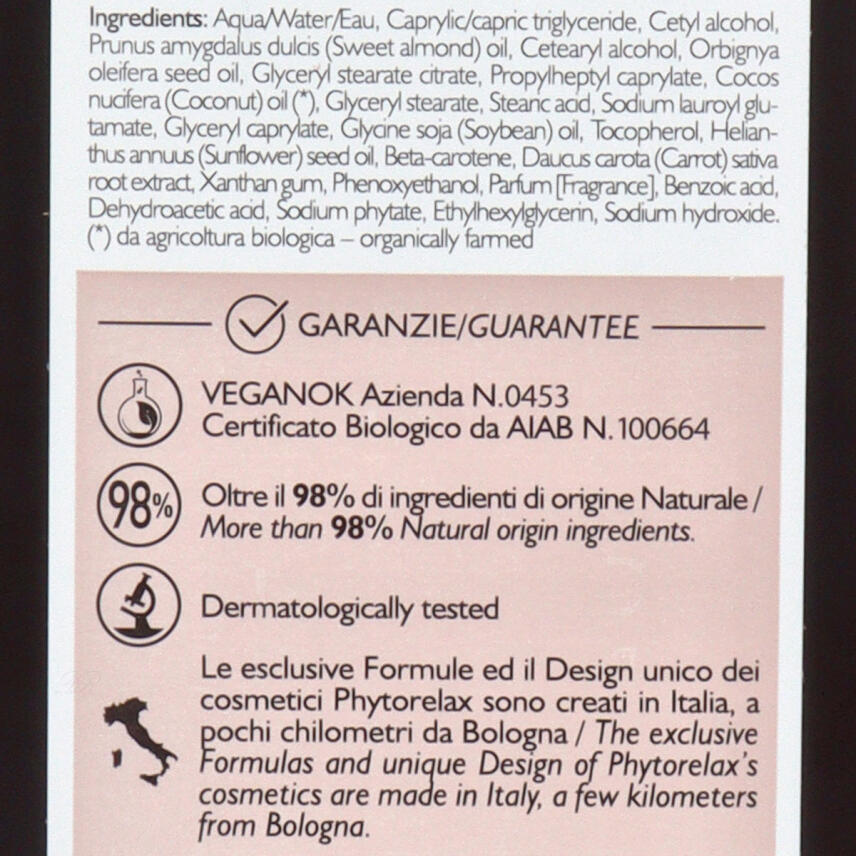 Ingredients: Aqua/Water/Eau, Caprylic/capric triglyceride, Cetyl alcohol,
Prunus amygdalus dulcis (Sweet almond) oil, Cetearyl alcohol, Orbignya
oleifera seed oil, Glyceryl stearate citrate, Propylheptyl caprylate, Cocos
nucifera (Coconut) oil (*), Glyceryl stearate, Stearic acid, Sodium lauroyl glu-
tamate, Glyceryl caprylate, Glycine soja (Soybean) oil, Tocopherol, Helian-
thus annuus (Sunflower) seed oil, Beta-carotene, Daucus carota (Carrot) sativa
root extract, Xanthan gum, Phenoxyethanol, Parfum [Fragrance], Benzoic acid,
Dehydroacetic acid, Sodium phytate, Ethylhexylglycerin, Sodium hydroxide.
(*) da agricoltura biologica – organically farmed
GARANZIE/GUARANTEE
VEGANOK Azienda N.0453
Certificato Biologico da AIAB N.100664
98%
Oltre il 98% di ingredienti di origine Naturale /
More than 98% Natural origin ingredients.
Dermatologically tested
Le esclusive Formule ed il Design unico dei
cosmetici Phytorelax sono creati in Italia, a
pochi chilometri da Bologna / The exclusive
Formulas and unique Design of Phytorelax's
cosmetics are made in Italy, a few kilometers
from Bologna.